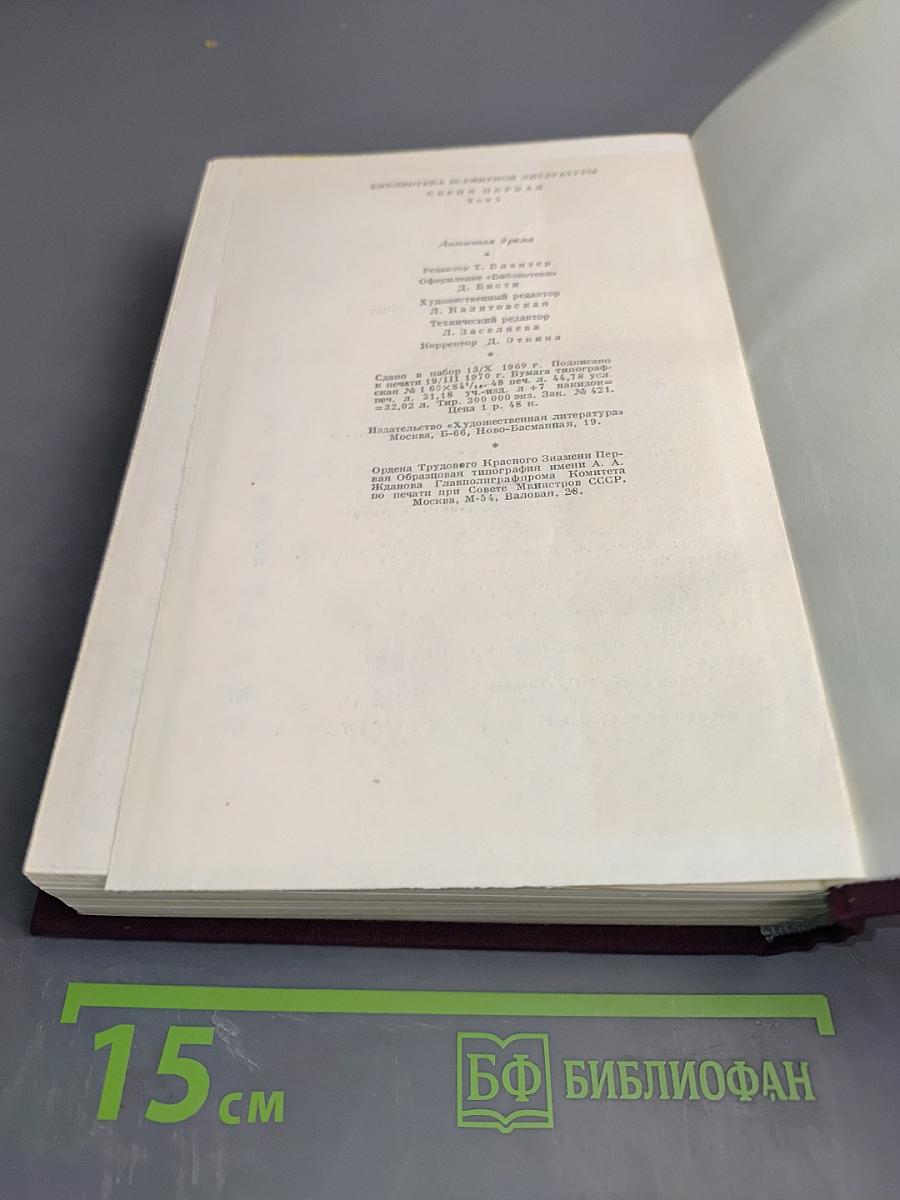 БИБЛИОТЕКА ВСЕМИРНОЙ ЛИТЕРАТУРЫ
СЕРИЯ ПЕРВАЯ
Том 5
Античная драма
*
Редактор Т. Блантер
Оформление «Библиотеки»
Д. Бисти
Художественный редактор
Л. Калитовская
Технический редактор
Л. Заселяева
Корректор Д. Эткина
*
Сдано в набор 13/X 1969 г. Подписано
к печати 19/III 1970 г. Бумага типограф-
ская № 1 60×84¹/₁₆. 48 печ. л. 44,78 усл.
печ. л. 31,18 уч.-изд. л +7 накидок=
=32,02 л. Тир. 300 000 экз. Зак. № 421.
Цена 1 р. 48 к.
Издательство «Художественная литература»
Москва, Б-66, Ново-Басманная, 19.
*
Ордена Трудового Красного Знамени Пер-
вая Образцовая типография имени А. А.
Жданова Главполиграфпрома Комитета
по печати при Совете Министров СССР.
Москва, М-54, Валовая, 28.
15 см
БФ БИБЛИОФАН